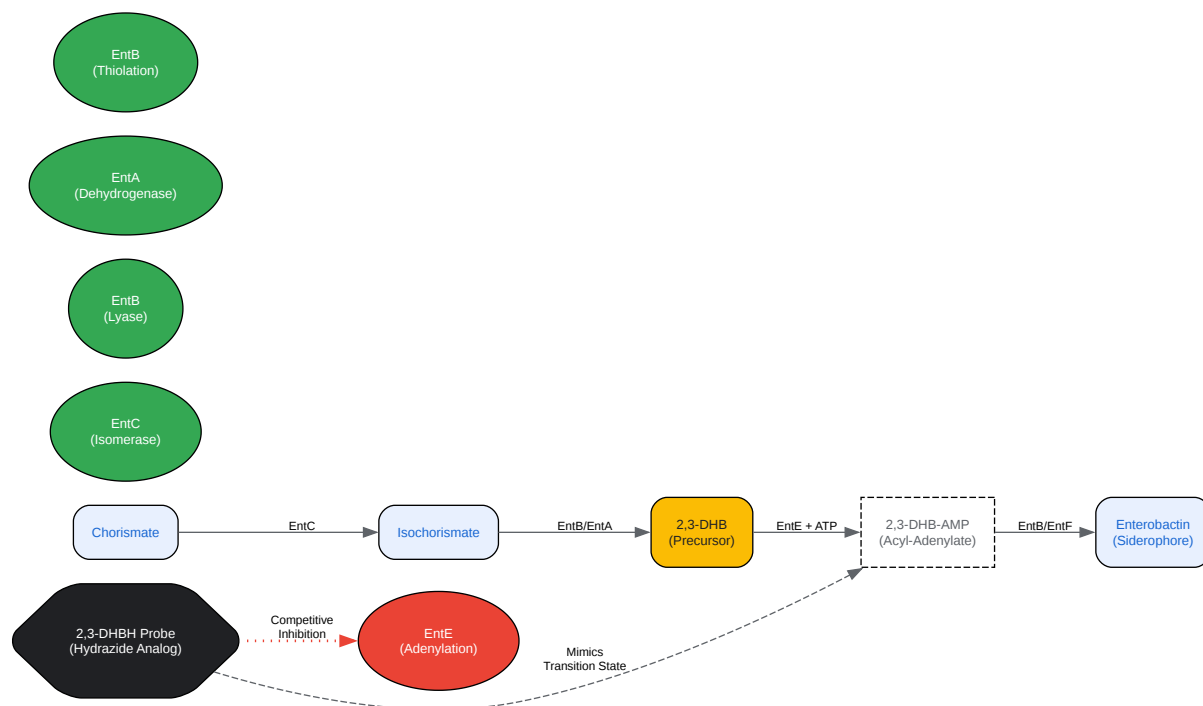 EntB
(Thiolation)
EntA
(Dehydrogenase)
EntB
(Lyase)
EntC
(Isomerase)
Chorismate
EntC
Isochorismate
EntB/EntA
2,3-DHB
(Precursor)
EntE + ATP
2,3-DHB-AMP
(Acyl-Adenylate)
EntB/EntF
Enterobactin
(Siderophore)
2,3-DHBH Probe
(Hydrazide Analog)
Competitive
Inhibition
EntE
(Adenylation)
Mimics
Transition State